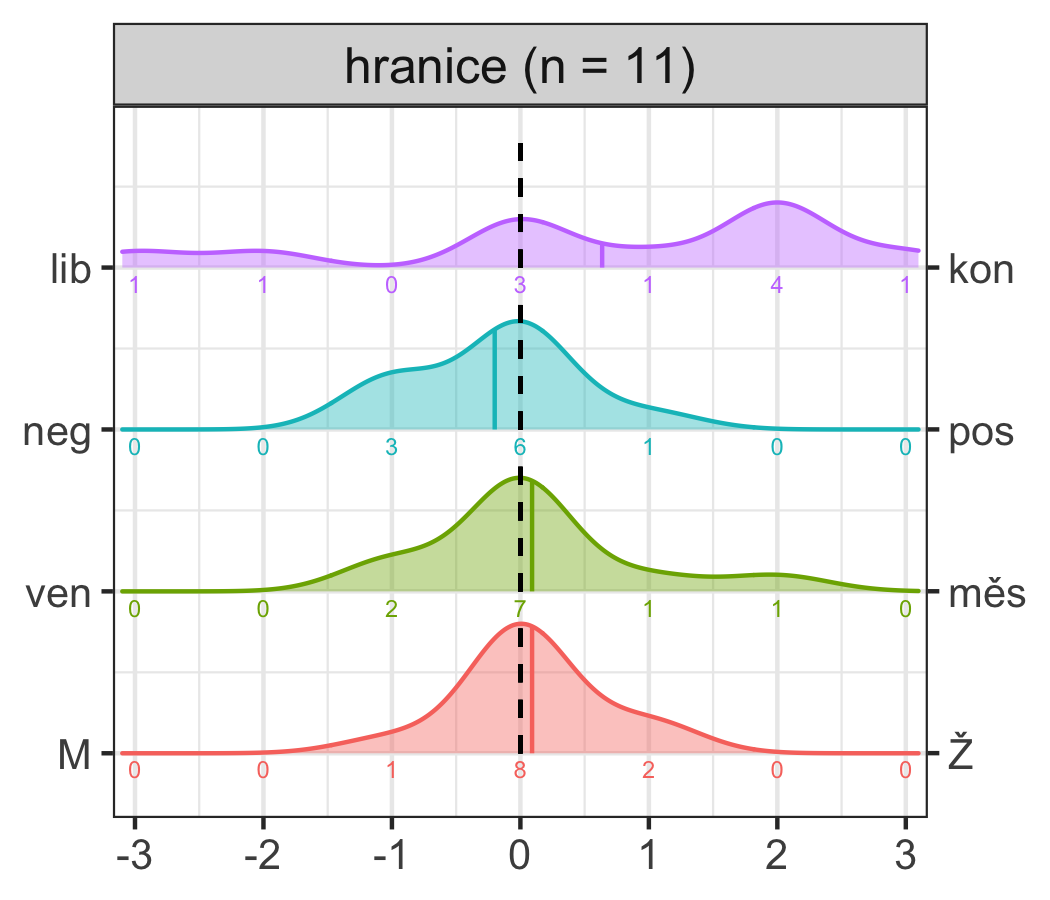 hranice (n = 11)
lib kon
1 1 0 3 1 4 1
neg pos
0 0 3 6 1 0 0
ven měs
0 0 2 7 1 1 0
M Ž
0 0 1 8 2 0 0
-3 -2 -1 0 1 2 3